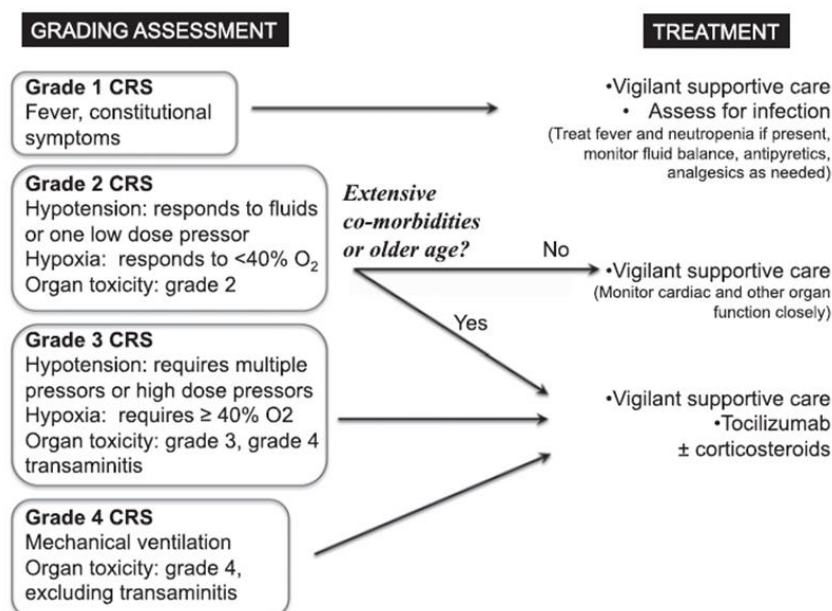 GRADING ASSESSMENT
TREATMENT
Grade 1 CRS
Fever, constitutional
symptoms
•Vigilant supportive care
• Assess for infection
(Treat fever and neutropenia if present,
monitor fluid balance, antipyretics,
analgesics as needed)
Grade 2 CRS
Hypotension: responds to fluids
or one low dose pressor
Hypoxia: responds to <40% O₂
Organ toxicity: grade 2
Extensive
co-morbidities
or older age?
No
Yes
•Vigilant supportive care
(Monitor cardiac and other organ
function closely)
Grade 3 CRS
Hypotension: requires multiple
pressors or high dose pressors
Hypoxia: requires ≥ 40% O2
Organ toxicity: grade 3, grade 4
transaminitis
•Vigilant supportive care
•Tocilizumab
± corticosteroids
Grade 4 CRS
Mechanical ventilation
Organ toxicity: grade 4,
excluding transaminitis